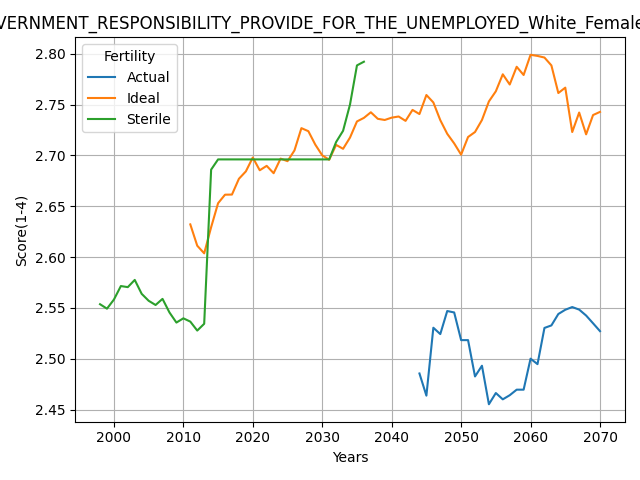 VERNMENT_RESPONSIBILITY_PROVIDE_FOR_THE_UNEMPLOYED_White_Female
Fertility
Actual
Ideal
Sterile
Score(1-4)
2.80
2.75
2.70
2.65
2.60
2.55
2.50
2.45
2000 2010 2020 2030 2040 2050 2060 2070
Years